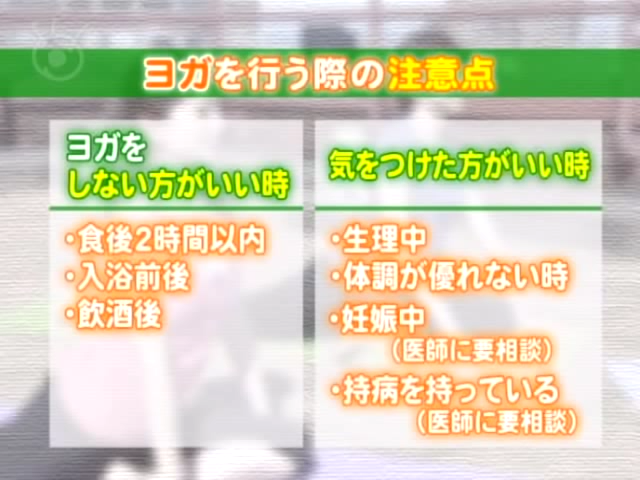 ヨガを行う際の注意点
ヨガを
しない方がいい時
・食後2時間以内
・入浴前後
・飲酒後
気をつけた方がいい時
・生理中
・体調が優れない時
・妊娠中
（医師に要相談）
・持病を持っている
（医師に要相談）